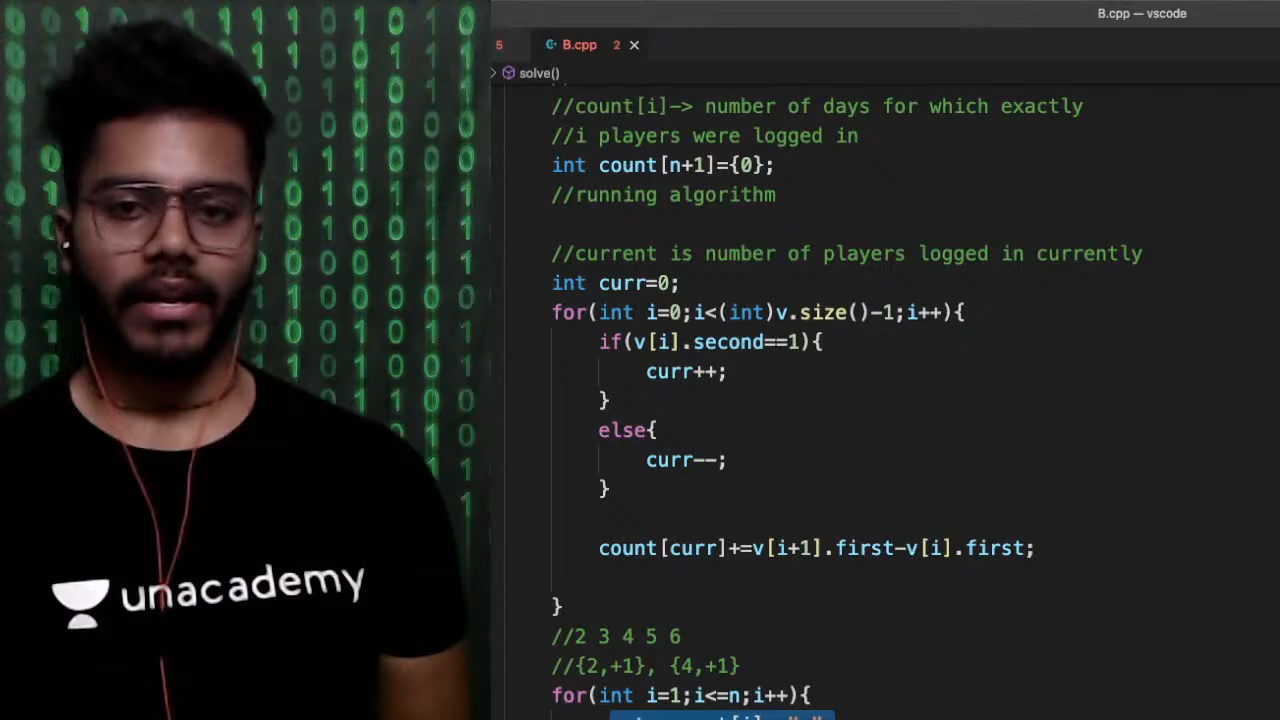 B.cpp — vscode
5 B.cpp 2 ×
solve()
//count[i]-> number of days for which exactly
//i players were logged in
int count[n+1]={0};
//running algorithm
//current is number of players logged in currently
int curr=0;
for(int i=0;i<(int)v.size()-1;i++){
if(v[i].second==1){
curr++;
}
else{
curr--;
}
count[curr]+=v[i+1].first-v[i].first;
}
//2 3 4 5 6
//{2,+1}, {4,+1}
for(int i=1;i<=n;i++){
unacademy